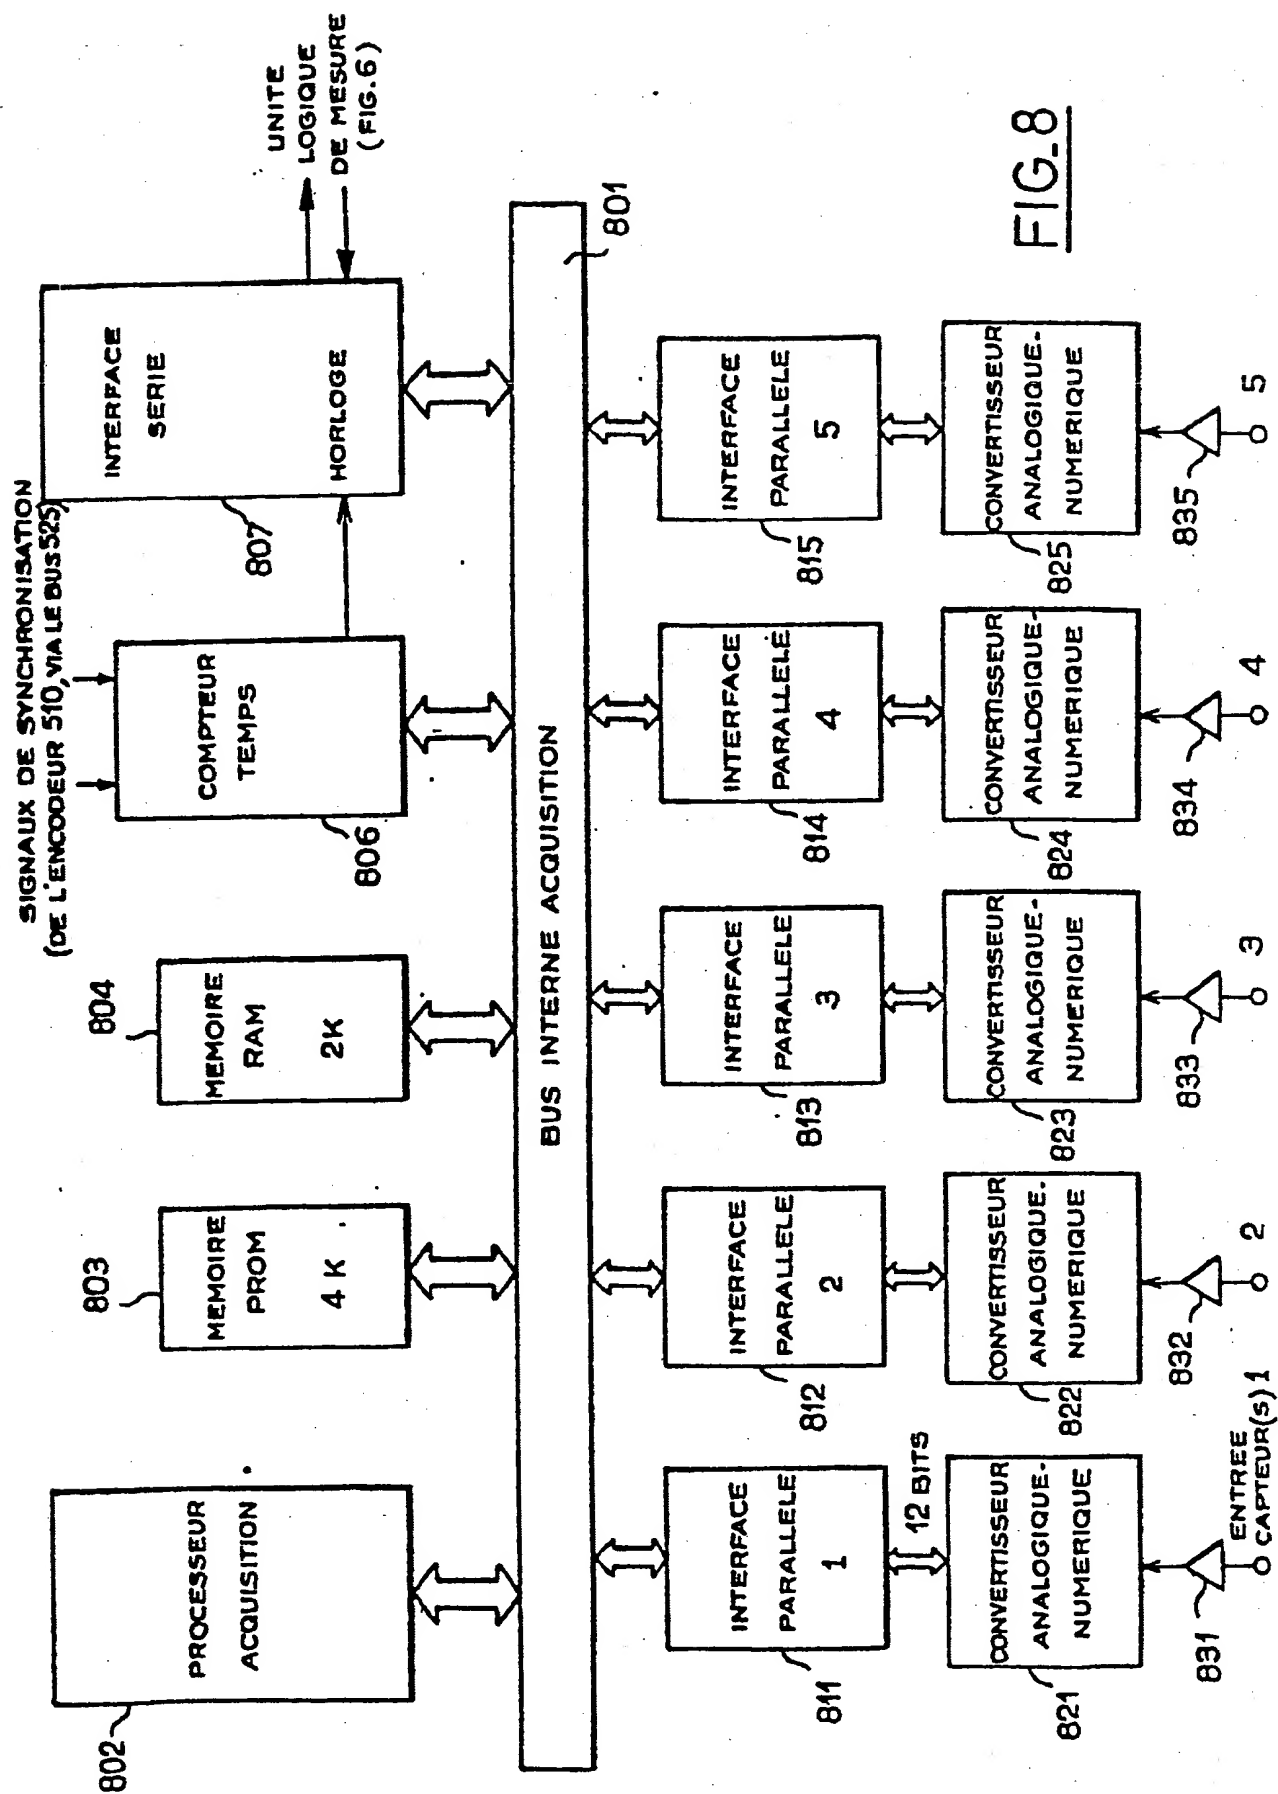 SIGNAUX DE SYNCHRONISATION
(DE L'ENCODEUR 510, VIA LE BUS 525)
802
PROCESSEUR
ACQUISITION
803
MEMOIRE
PROM
4 K
804
MEMOIRE
RAM
2K
806
COMPTEUR
TEMPS
807
INTERFACE
SERIE
HORLOGE
UNITE
LOGIQUE
DE MESURE
(FIG.6)
BUS INTERNE ACQUISITION
801
811
INTERFACE
PARALLELE
1
812
INTERFACE
PARALLELE
2
813
INTERFACE
PARALLELE
3
814
INTERFACE
PARALLELE
4
815
INTERFACE
PARALLELE
5
12 BITS
821
CONVERTISSEUR
ANALOGIQUE-
NUMERIQUE
822
CONVERTISSEUR
ANALOGIQUE-
NUMERIQUE
823
CONVERTISSEUR
ANALOGIQUE-
NUMERIQUE
824
CONVERTISSEUR
ANALOGIQUE-
NUMERIQUE
825
CONVERTISSEUR
ANALOGIQUE-
NUMERIQUE
831
832
833
834
835
ENTREE
CAPTEUR(s) 1
2
3
4
5
FIG_8